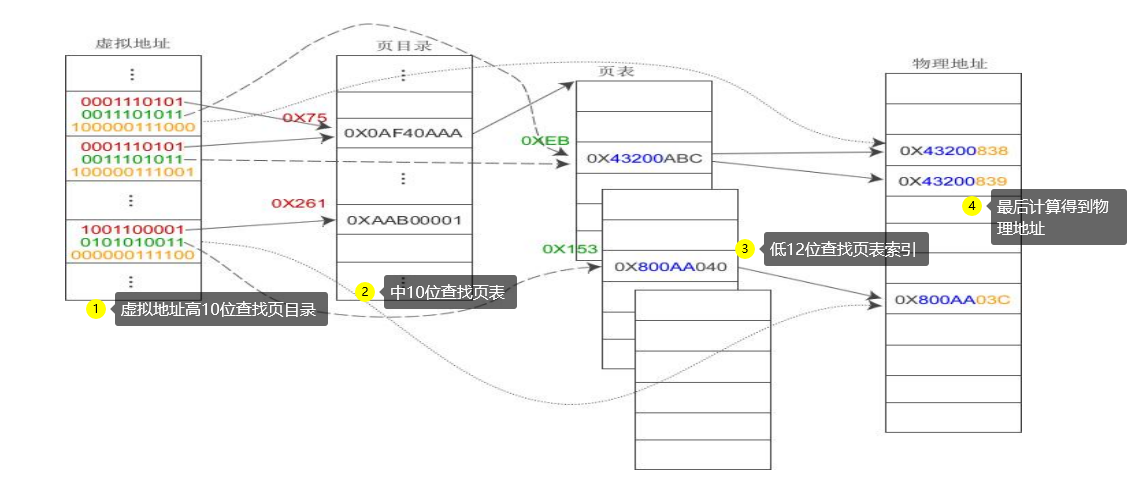 虚拟地址
页目录
页表
物理地址
⋮
⋮
0001110101
0011101011
100000111000
0X75
0X0AF40AAA
0XEB
0001110101
0011101011
100000111001
0X43200ABC
0X43200838
0X43200839
⋮
⋮
0X261
0XAAB00001
4 最后计算得到物
理地址
1001100001
0101010011
000000111100
0X153
3 低12位查找页表索引
0X800AA040
⋮
⋮
2 中10位查找页表
1 虚拟地址高10位查找页目录
0X800AA03C